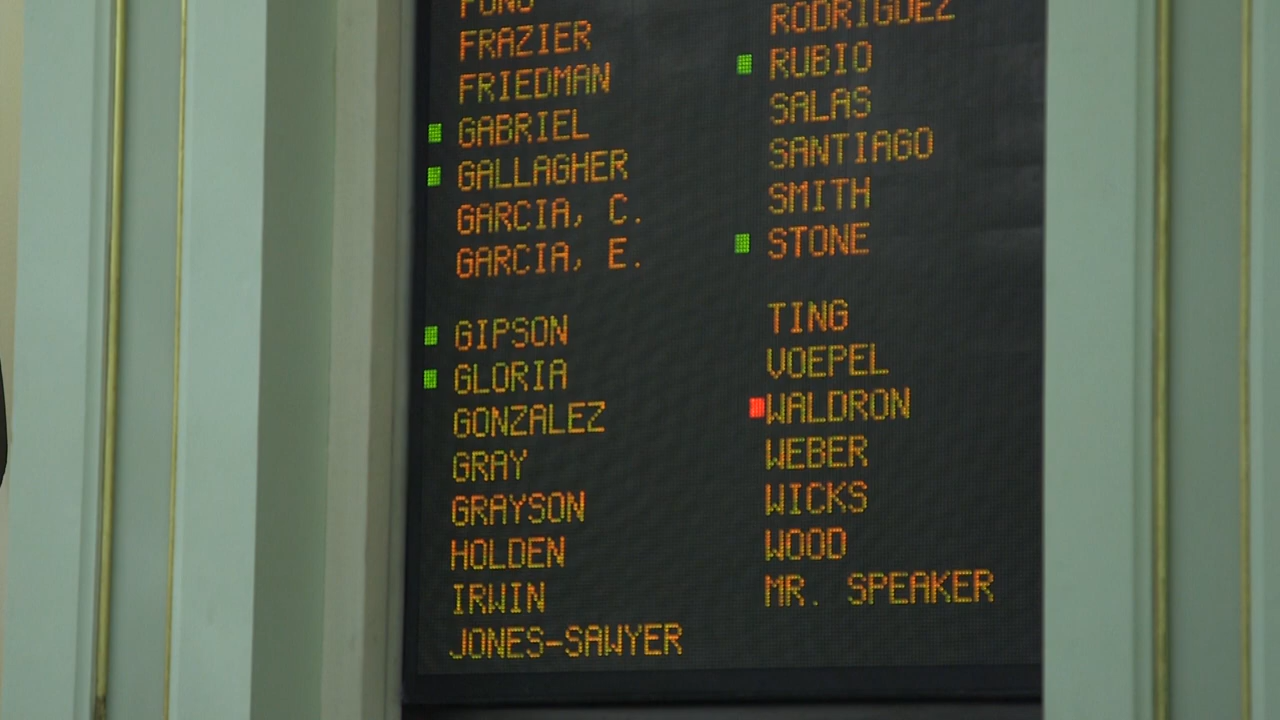 FONG
FRAZIER
FRIEDMAN
GABRIEL
GALLAGHER
GARCIA, C.
GARCIA, E.
GIPSON
GLORIA
GONZALEZ
GRAY
GRAYSON
HOLDEN
IRWIN
JONES-SAWYER
RODRIGUEZ
RUBIO
SALAS
SANTIAGO
SMITH
STONE
TING
VOEPEL
WALDRON
WEBER
WICKS
WOOD
MR. SPEAKER